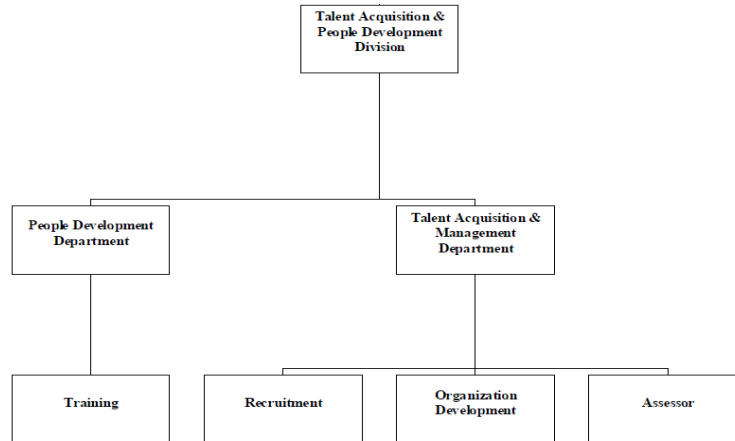 Talent Acquisition &
People Development
Division
People Development
Department
Talent Acquisition &
Management
Department
Training
Recruitment
Organization
Development
Assessor